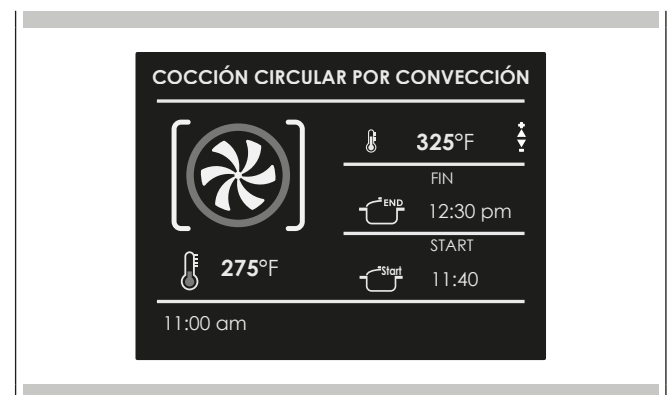 COCCIÓN CIRCULAR POR CONVECCIÓN
325°F
+
-
FIN
END
12:30 pm
START
Start
11:40
275°F
11:00 am